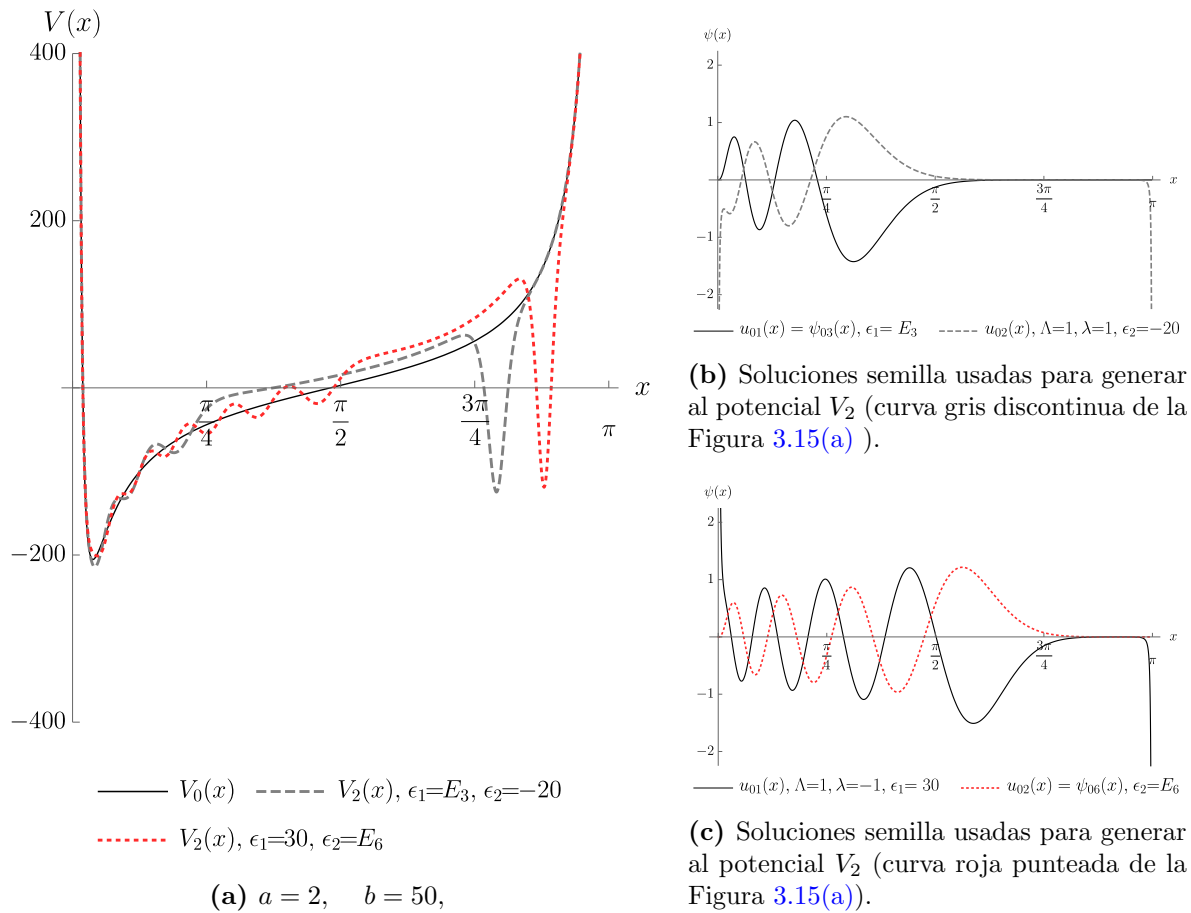 V(x)
400
200
−200
−400
π/4
π/2
3π/4
π
x
V₀(x)
V₂(x), ϵ₁=E₃, ϵ₂=−20
V₂(x), ϵ₁=30, ϵ₂=E₆
(a) a = 2, b = 50,
ψ(x)
2
1
−1
−2
π/4
π/2
3π/4
π
x
u₀₁(x) = ψ₀₃(x), ϵ₁= E₃
u₀₂(x), Λ=1, λ=1, ϵ₂=−20
(b) Soluciones semilla usadas para generar
al potencial V₂ (curva gris discontinua de la
Figura 3.15(a) ).
ψ(x)
2
1
−1
−2
π/4
π/2
3π/4
π
x
u₀₁(x), Λ=1, λ=−1, ϵ₁= 30
u₀₂(x) = ψ₀₆(x), ϵ₂=E₆
(c) Soluciones semilla usadas para generar
al potencial V₂ (curva roja punteada de la
Figura 3.15(a)).